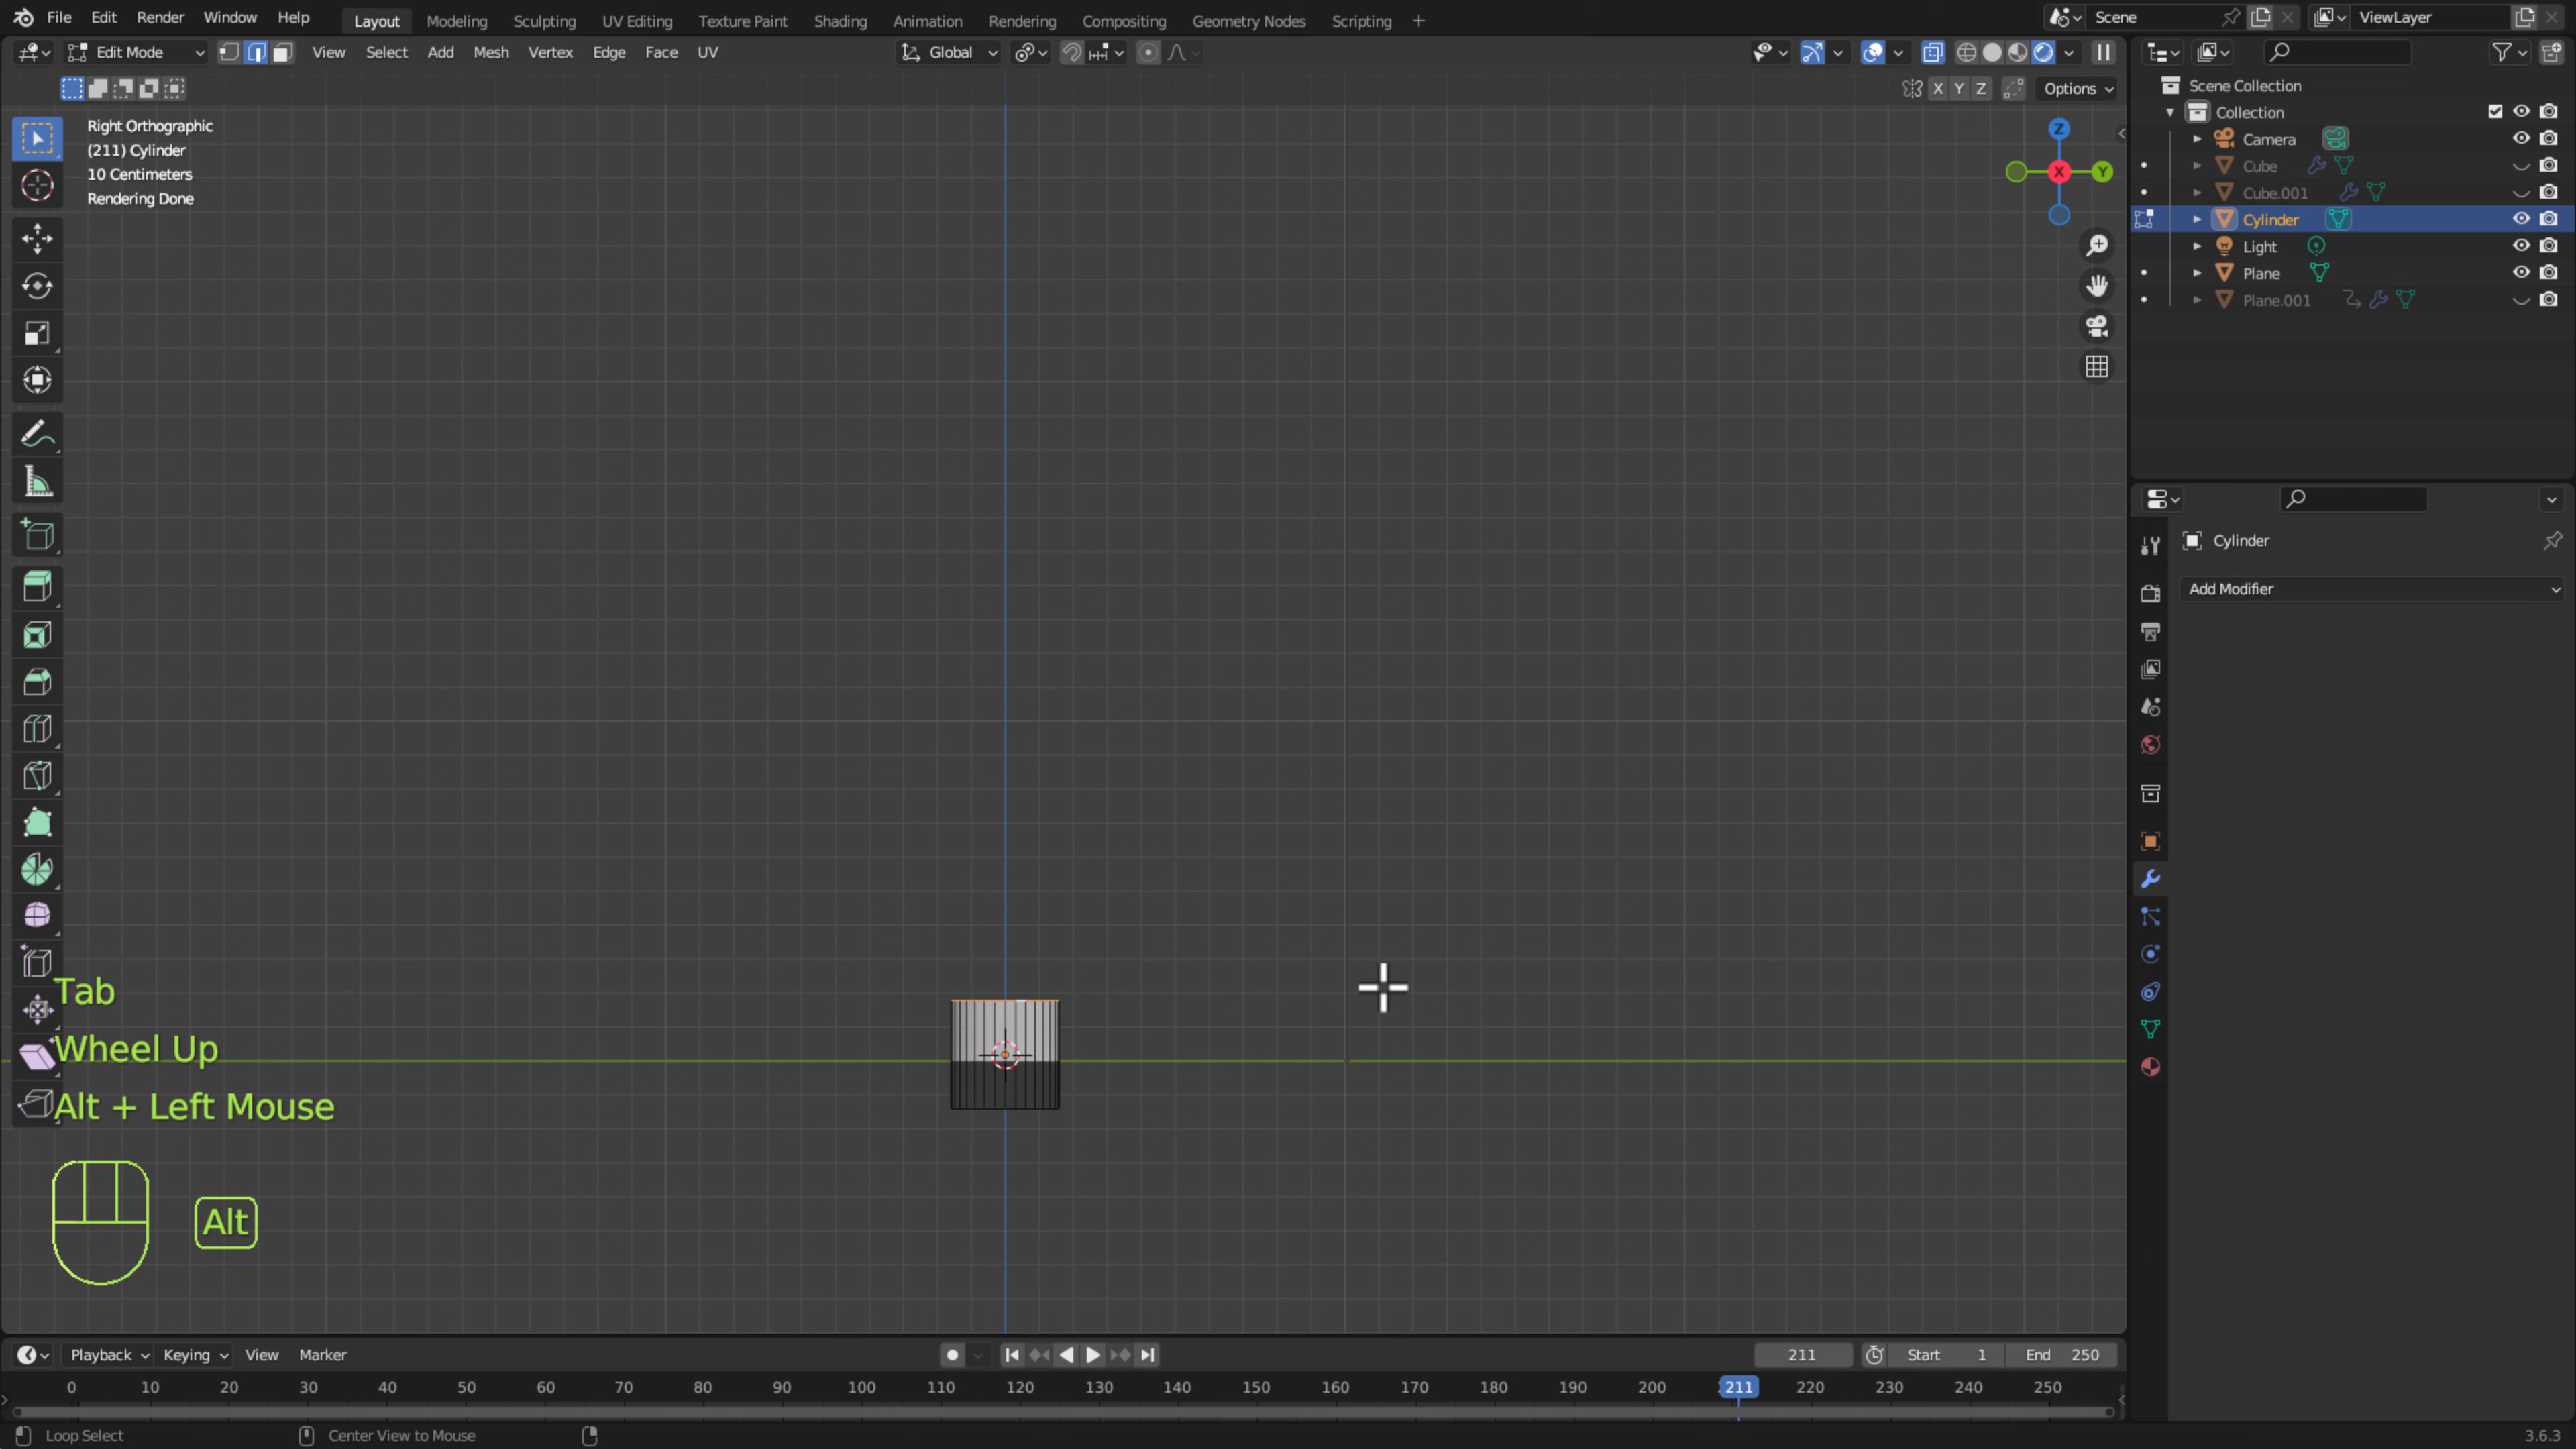 File Edit Render Window Help Layout Modeling Sculpting UV Editing Texture Paint Shading Animation Rendering Compositing Geometry Nodes Scripting + Scene ViewLayer
Edit Mode View Select Add Mesh Vertex Edge Face UV Global
X Y Z Options
Right Orthographic
(211) Cylinder
10 Centimeters
Rendering Done
Z
X Y
Scene Collection
Collection
Camera
Cube
Cube.001
Cylinder
Light
Plane
Plane.001
Cylinder
Add Modifier
Tab
Wheel Up
Alt + Left Mouse
Alt
Playback Keying View Marker 211 Start 1 End 250
0 10 20 30 40 50 60 70 80 90 100 110 120 130 140 150 160 170 180 190 200 211 220 230 240 250
Loop Select Center View to Mouse 3.6.3